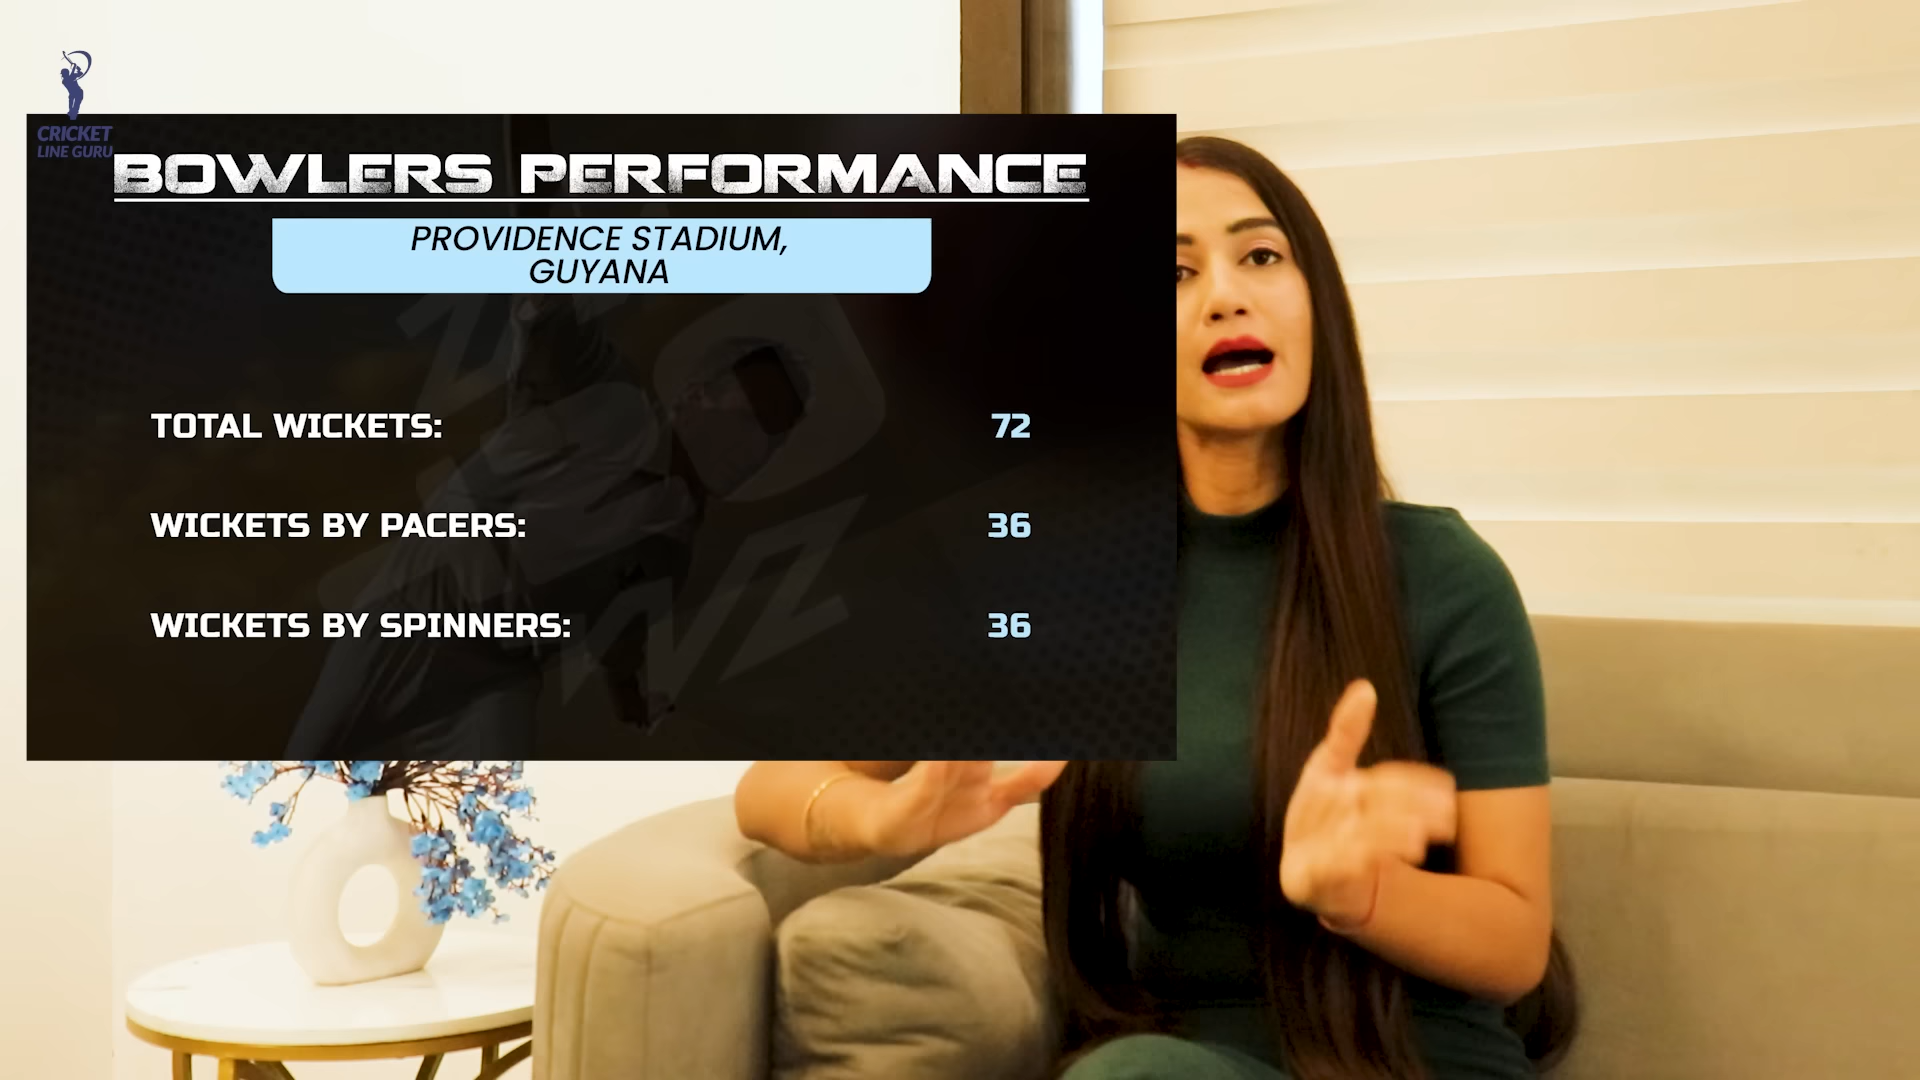 CRICKET
LINE GURU
BOWLERS PERFORMANCE
PROVIDENCE STADIUM,
GUYANA
TOTAL WICKETS: 72
WICKETS BY PACERS: 36
WICKETS BY SPINNERS: 36